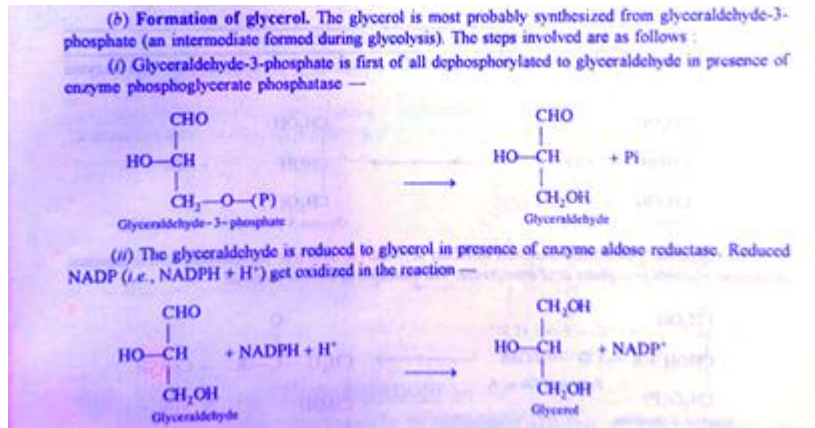 (b) Formation of glycerol. The glycerol is most probably synthesized from glyceraldehyde-3-
phosphate (an intermediate formed during glycolysis). The steps involved are as follows :
(i) Glyceraldehyde-3-phosphate is first of all dephosphorylated to glyceraldehyde in presence of
enzyme phosphoglycerate phosphatase —
CHO CHO
HO—CH HO—CH + Pi
CH₂—O—(P) CH₂OH
Glyceraldehyde-3-phosphate Glyceraldehyde
(ii) The glyceraldehyde is reduced to glycerol in presence of enzyme aldose reductase. Reduced
NADP (i.e., NADPH + H⁺) get oxidized in the reaction —
CHO CH₂OH
HO—CH + NADPH + H⁺ HO—CH + NADP⁺
CH₂OH CH₂OH
Glyceraldehyde Glycerol